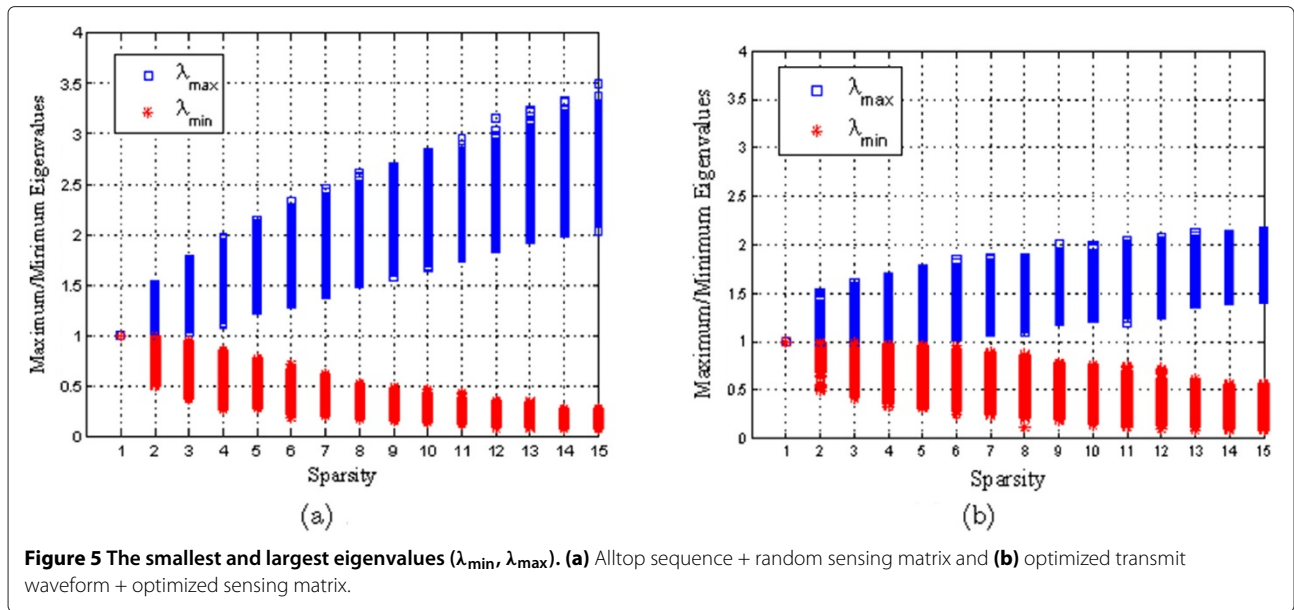 4
3.5
3
2.5
2
1.5
1
0.5
0
λmax
λmin
Maximum/Minimum Eigenvalues
1 2 3 4 5 6 7 8 9 10 11 12 13 14 15
Sparsity
(a)
4
3.5
3
2.5
2
1.5
1
0.5
0
λmax
λmin
Maximum/Minimum Eigenvalues
1 2 3 4 5 6 7 8 9 10 11 12 13 14 15
Sparsity
(b)
Figure 5 The smallest and largest eigenvalues (λmin, λmax). (a) Alltop sequence + random sensing matrix and (b) optimized transmit
waveform + optimized sensing matrix.